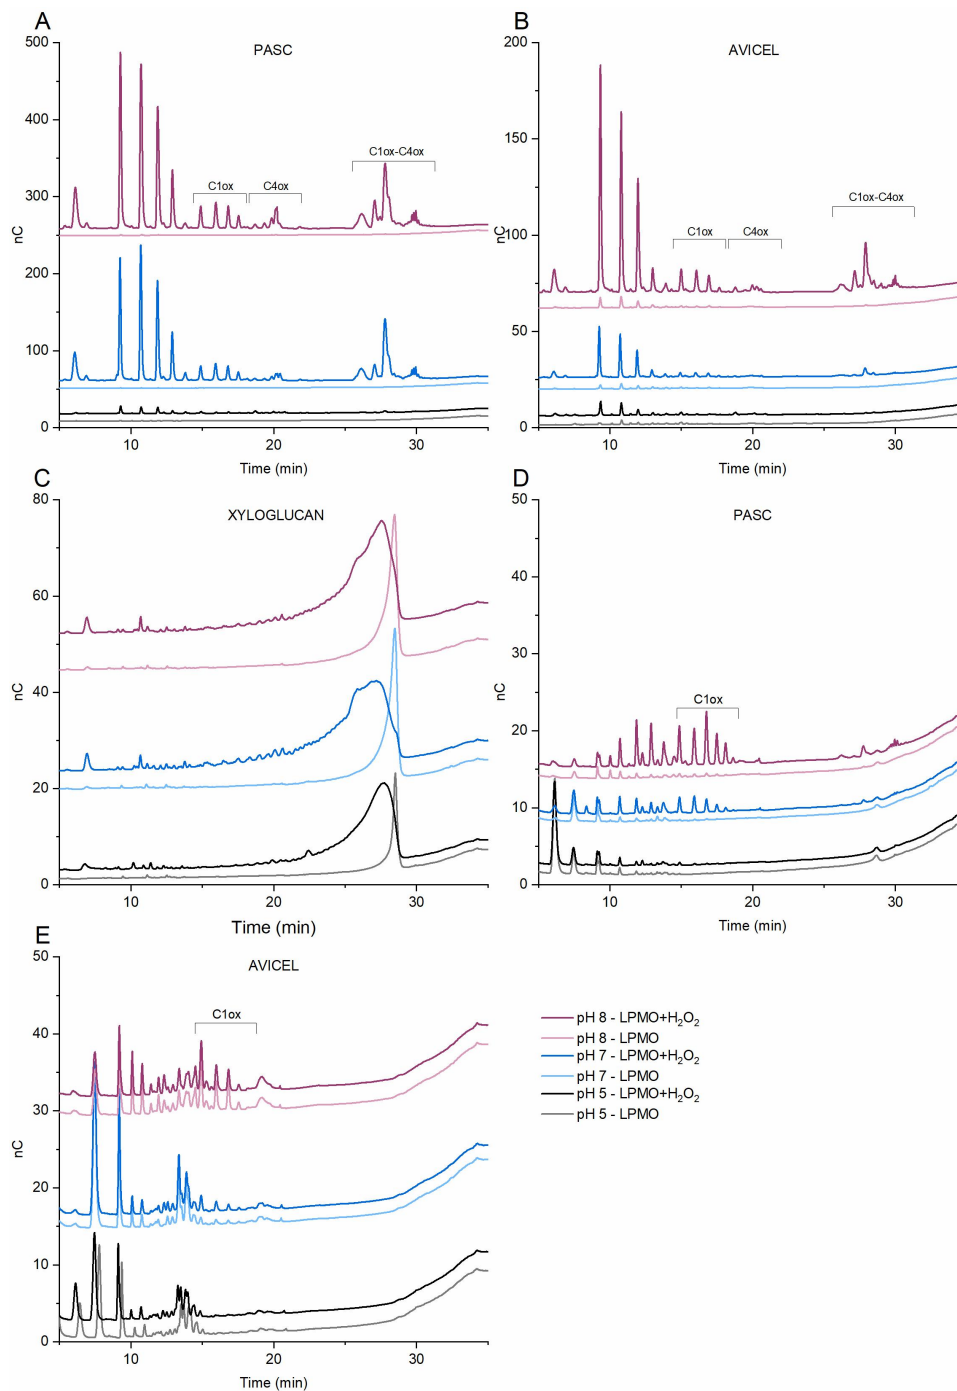 A
PASC
500
400
300
200
100
0
nC
C1ox
C4ox
C1ox-C4ox
10
20
30
Time (min)
B
AVICEL
200
150
100
50
0
nC
C1ox
C4ox
C1ox-C4ox
10
20
30
Time (min)
C
XYLOGLUCAN
80
60
40
20
0
nC
10
20
30
Time (min)
D
PASC
50
40
30
20
10
0
nC
C1ox
10
20
30
Time (min)
E
AVICEL
50
40
30
20
10
0
nC
C1ox
10
20
30
Time (min)
pH 8 - LPMO+H₂O₂
pH 8 - LPMO
pH 7 - LPMO+H₂O₂
pH 7 - LPMO
pH 5 - LPMO+H₂O₂
pH 5 - LPMO